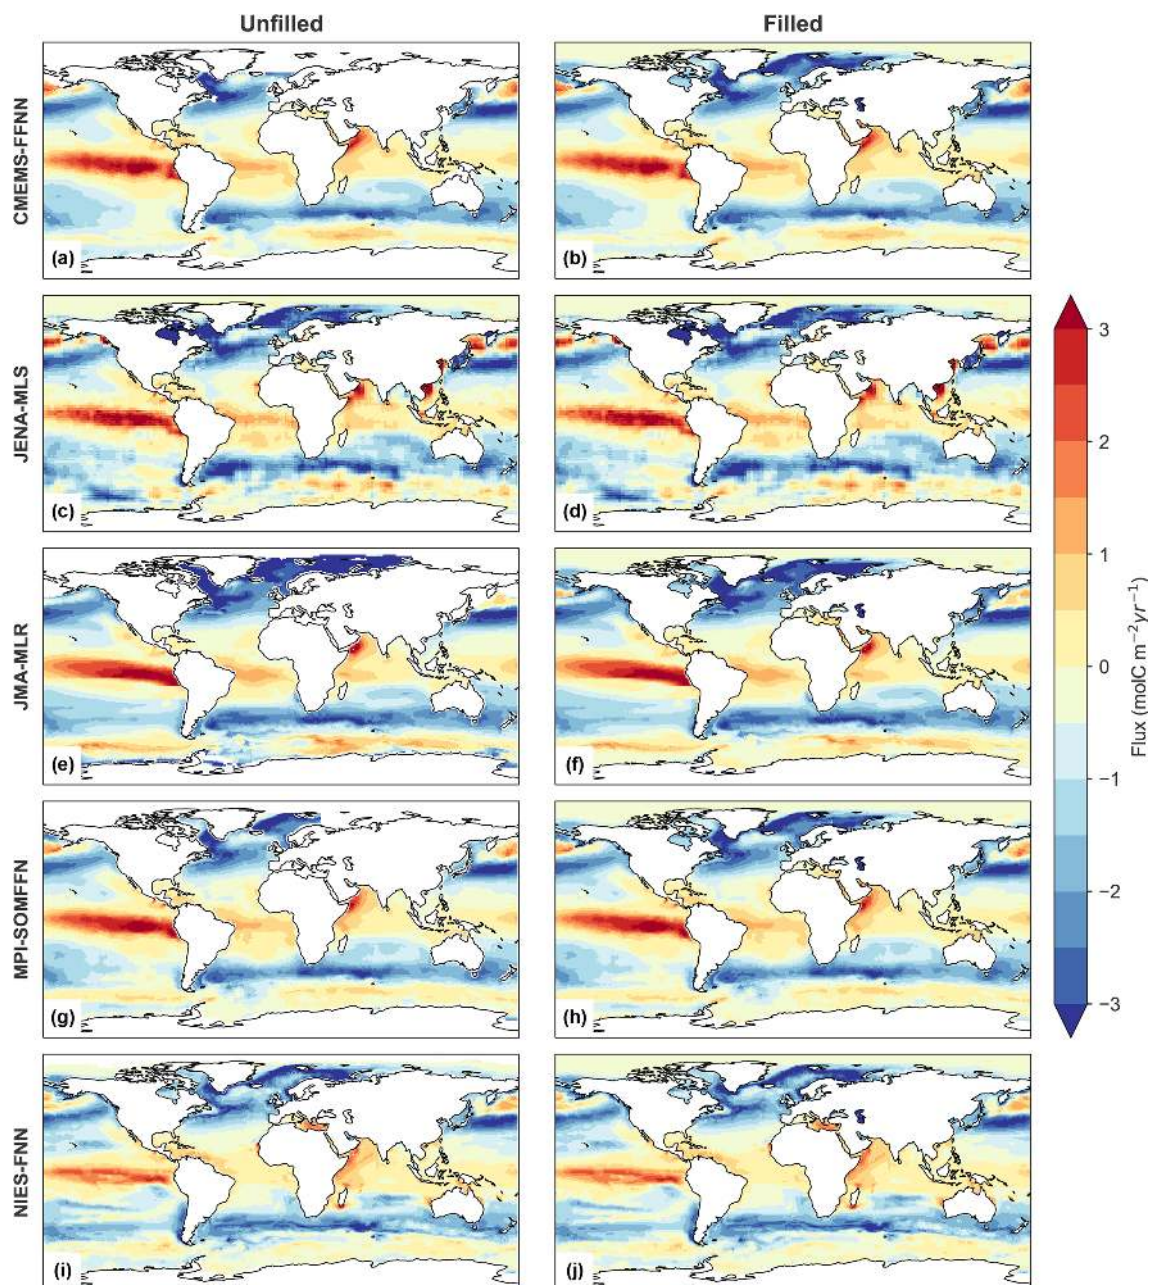 Unfilled Filled
CMEMS-FFNN
(a) (b)
JENA-MLS
(c) (d)
JMA-MLR
(e) (f)
MPI-SOMFFN
(g) (h)
NIES-FNN
(i) (j)
3
2
1
0
−1
−2
−3
Flux (molC m−2yr−1)